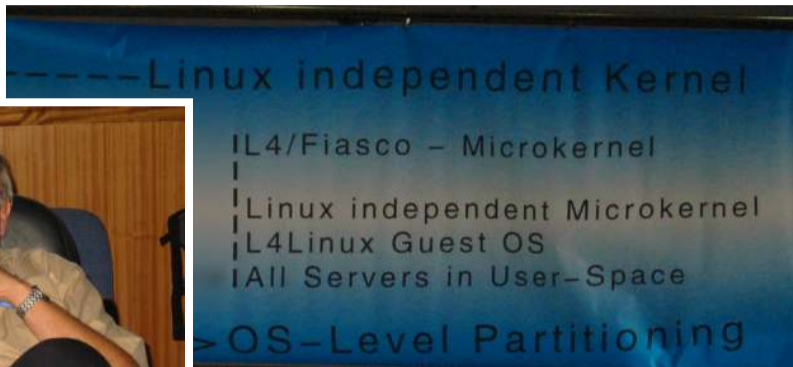 -----Linux independent Kernel
L4/Fiasco - Microkernel
Linux independent Microkernel
L4Linux Guest OS
All Servers in User-Space
>OS-Level Partitioning